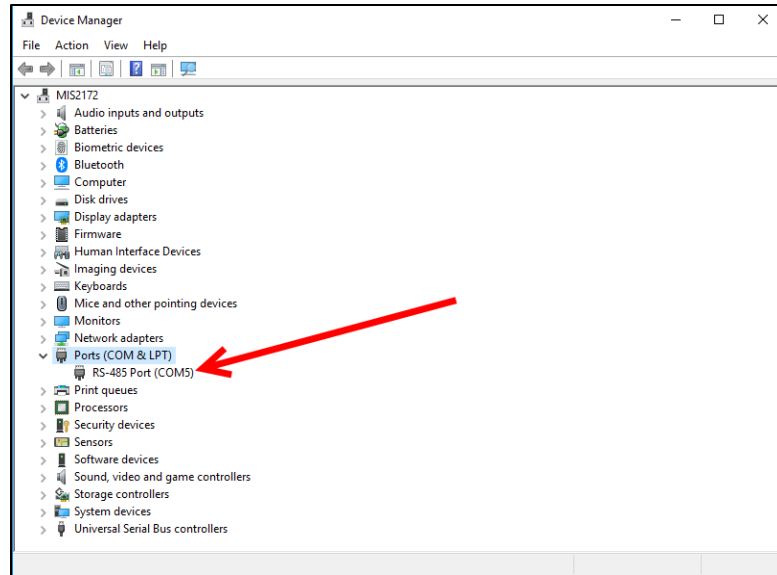 Device Manager
File Action View Help
MIS2172
Audio inputs and outputs
Batteries
Biometric devices
Bluetooth
Computer
Disk drives
Display adapters
Firmware
Human Interface Devices
Imaging devices
Keyboards
Mice and other pointing devices
Monitors
Network adapters
Ports (COM & LPT)
RS-485 Port (COM5)
Print queues
Processors
Security devices
Sensors
Software devices
Sound, video and game controllers
Storage controllers
System devices
Universal Serial Bus controllers